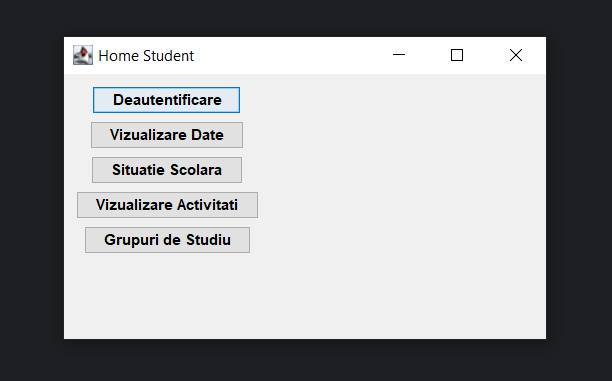 Home Student
Deautentificare
Vizualizare Date
Situatie Scolara
Vizualizare Activitati
Grupuri de Studiu